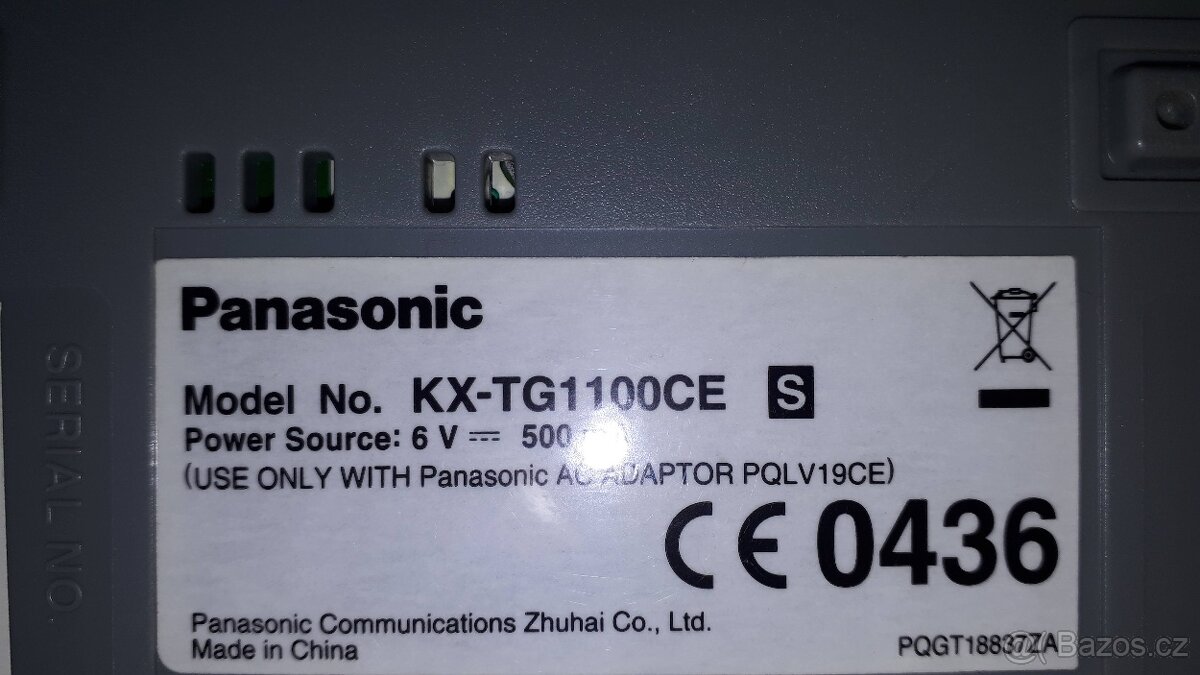 Panasonic
Model No. KX-TG1100CE S
Power Source: 6 V ⎓ 500
(USE ONLY WITH Panasonic AC ADAPTOR PQLV19CE)
CE 0436
Panasonic Communications Zhuhai Co., Ltd.
Made in China
PQGT18837ZA
SERIAL NO.
Bazos.cz